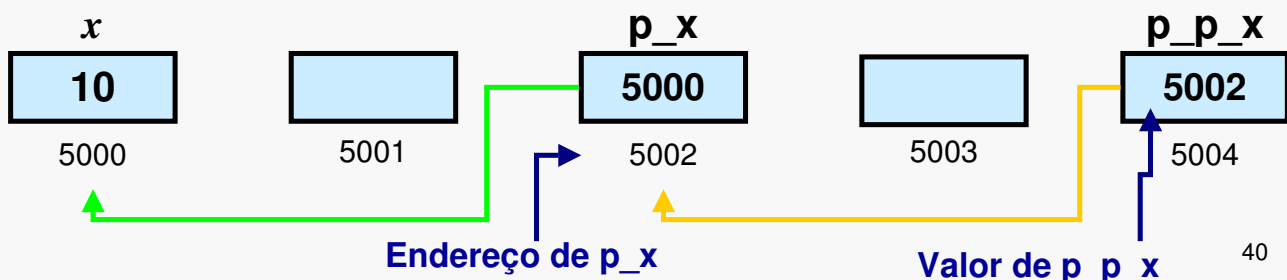 x p_x p_p_x
10 5000 5002
5000 5001 5002 5003 5004
Endereço de p_x Valor de p_p_x 40